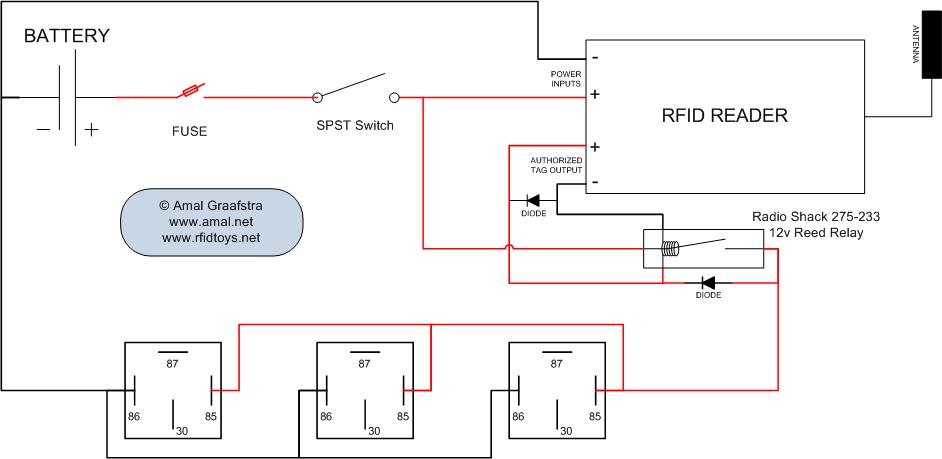 BATTERY
- +
FUSE
SPST Switch
POWER
INPUTS
-
+
+
AUTHORIZED
TAG OUTPUT
-
RFID READER
ANTENNA
© Amal Graafstra
www.amal.net
www.rfidtoys.net
DIODE
Radio Shack 275-233
12v Reed Relay
DIODE
87
86
85
30
87
86
85
30
87
86
85
30